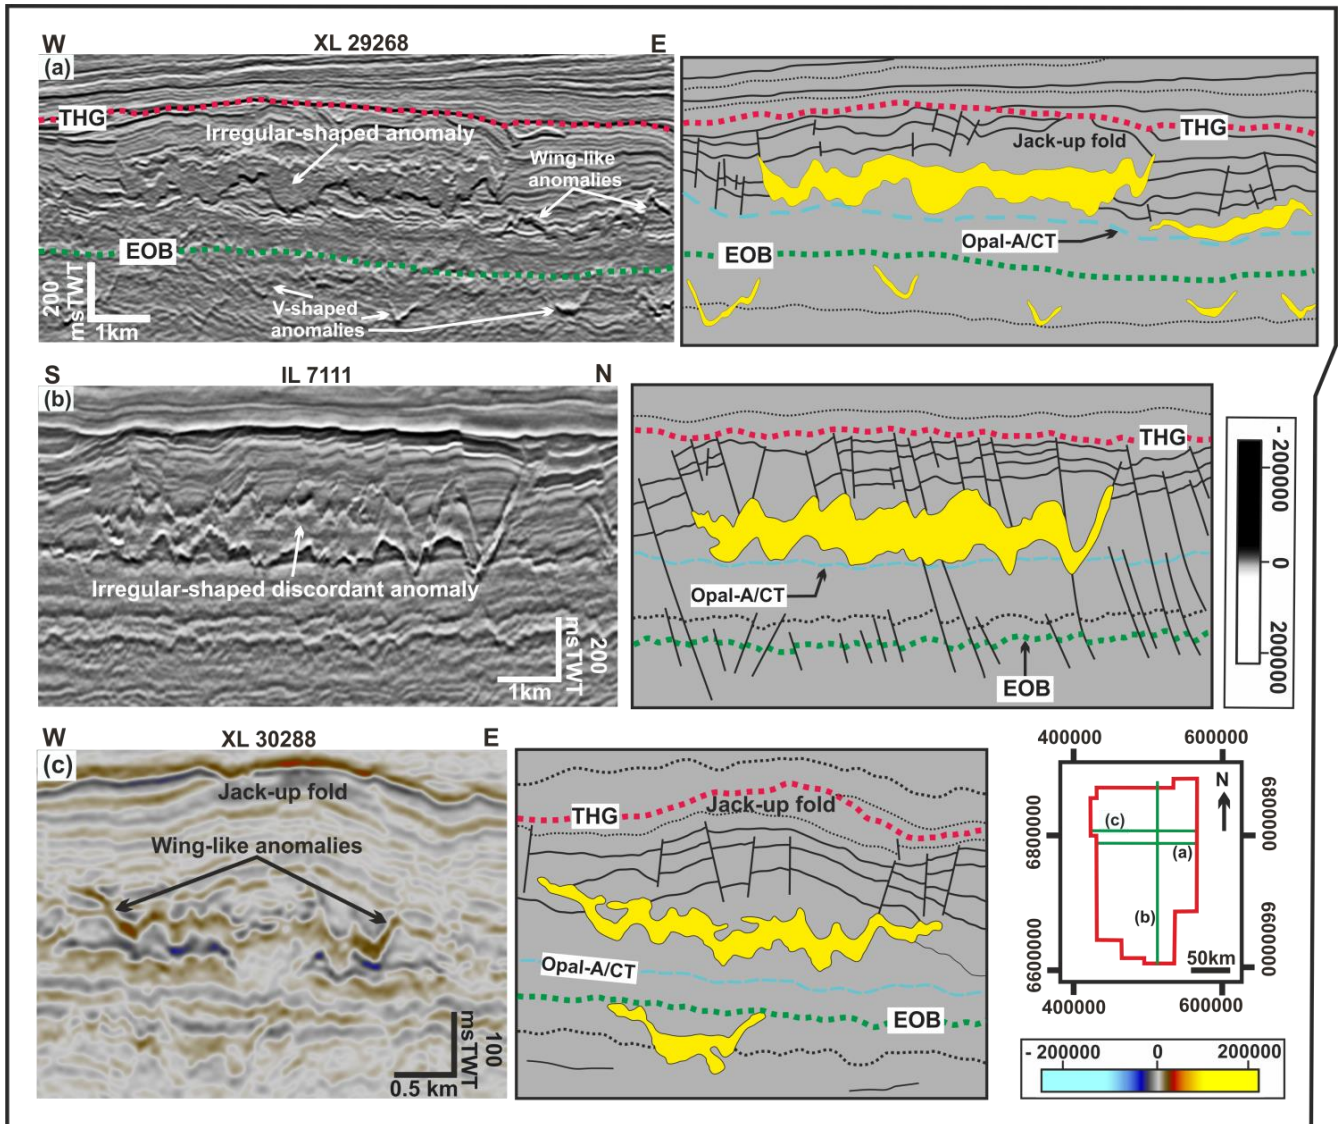 W XL 29268 E
(a)
THG
Irregular-shaped anomaly
Wing-like
anomalies
EOB
V-shaped
anomalies
200
ms TWT
1km
THG
Jack-up fold
Opal-A/CT
EOB
S IL 7111 N
(b)
Irregular-shaped discordant anomaly
200
msTWT
1km
THG
Opal-A/CT
EOB
- 200000
0
200000
W XL 30288 E
(c)
Jack-up fold
Wing-like anomalies
100
msTWT
0.5 km
THG
Jack-up fold
Opal-A/CT
EOB
400000 600000
N
6800000
6800000
(c)
(a)
(b)
6600000
6600000
50km
400000 600000
- 200000 0 200000